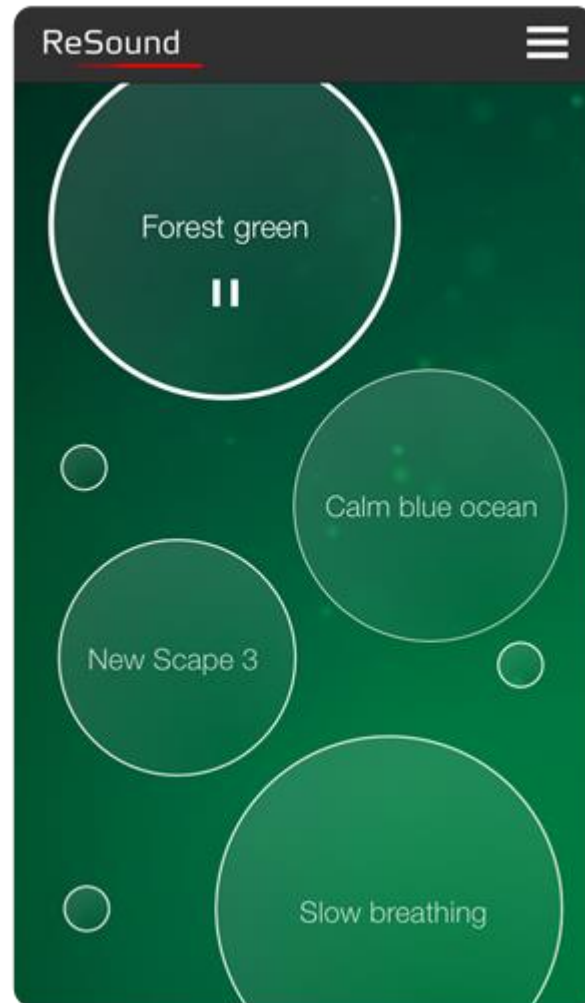 ReSound
Forest green
Calm blue ocean
New Scape 3
Slow breathing